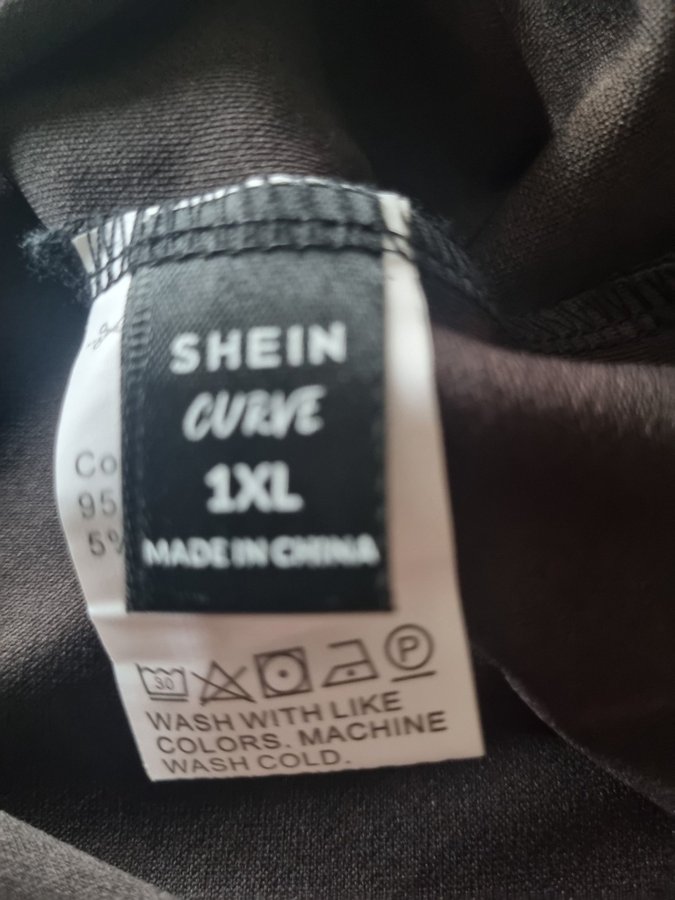 SHEIN
CURVE
1XL
MADE IN CHINA
Co
95
5%
30
P
WASH WITH LIKE
COLORS. MACHINE
WASH COLD.